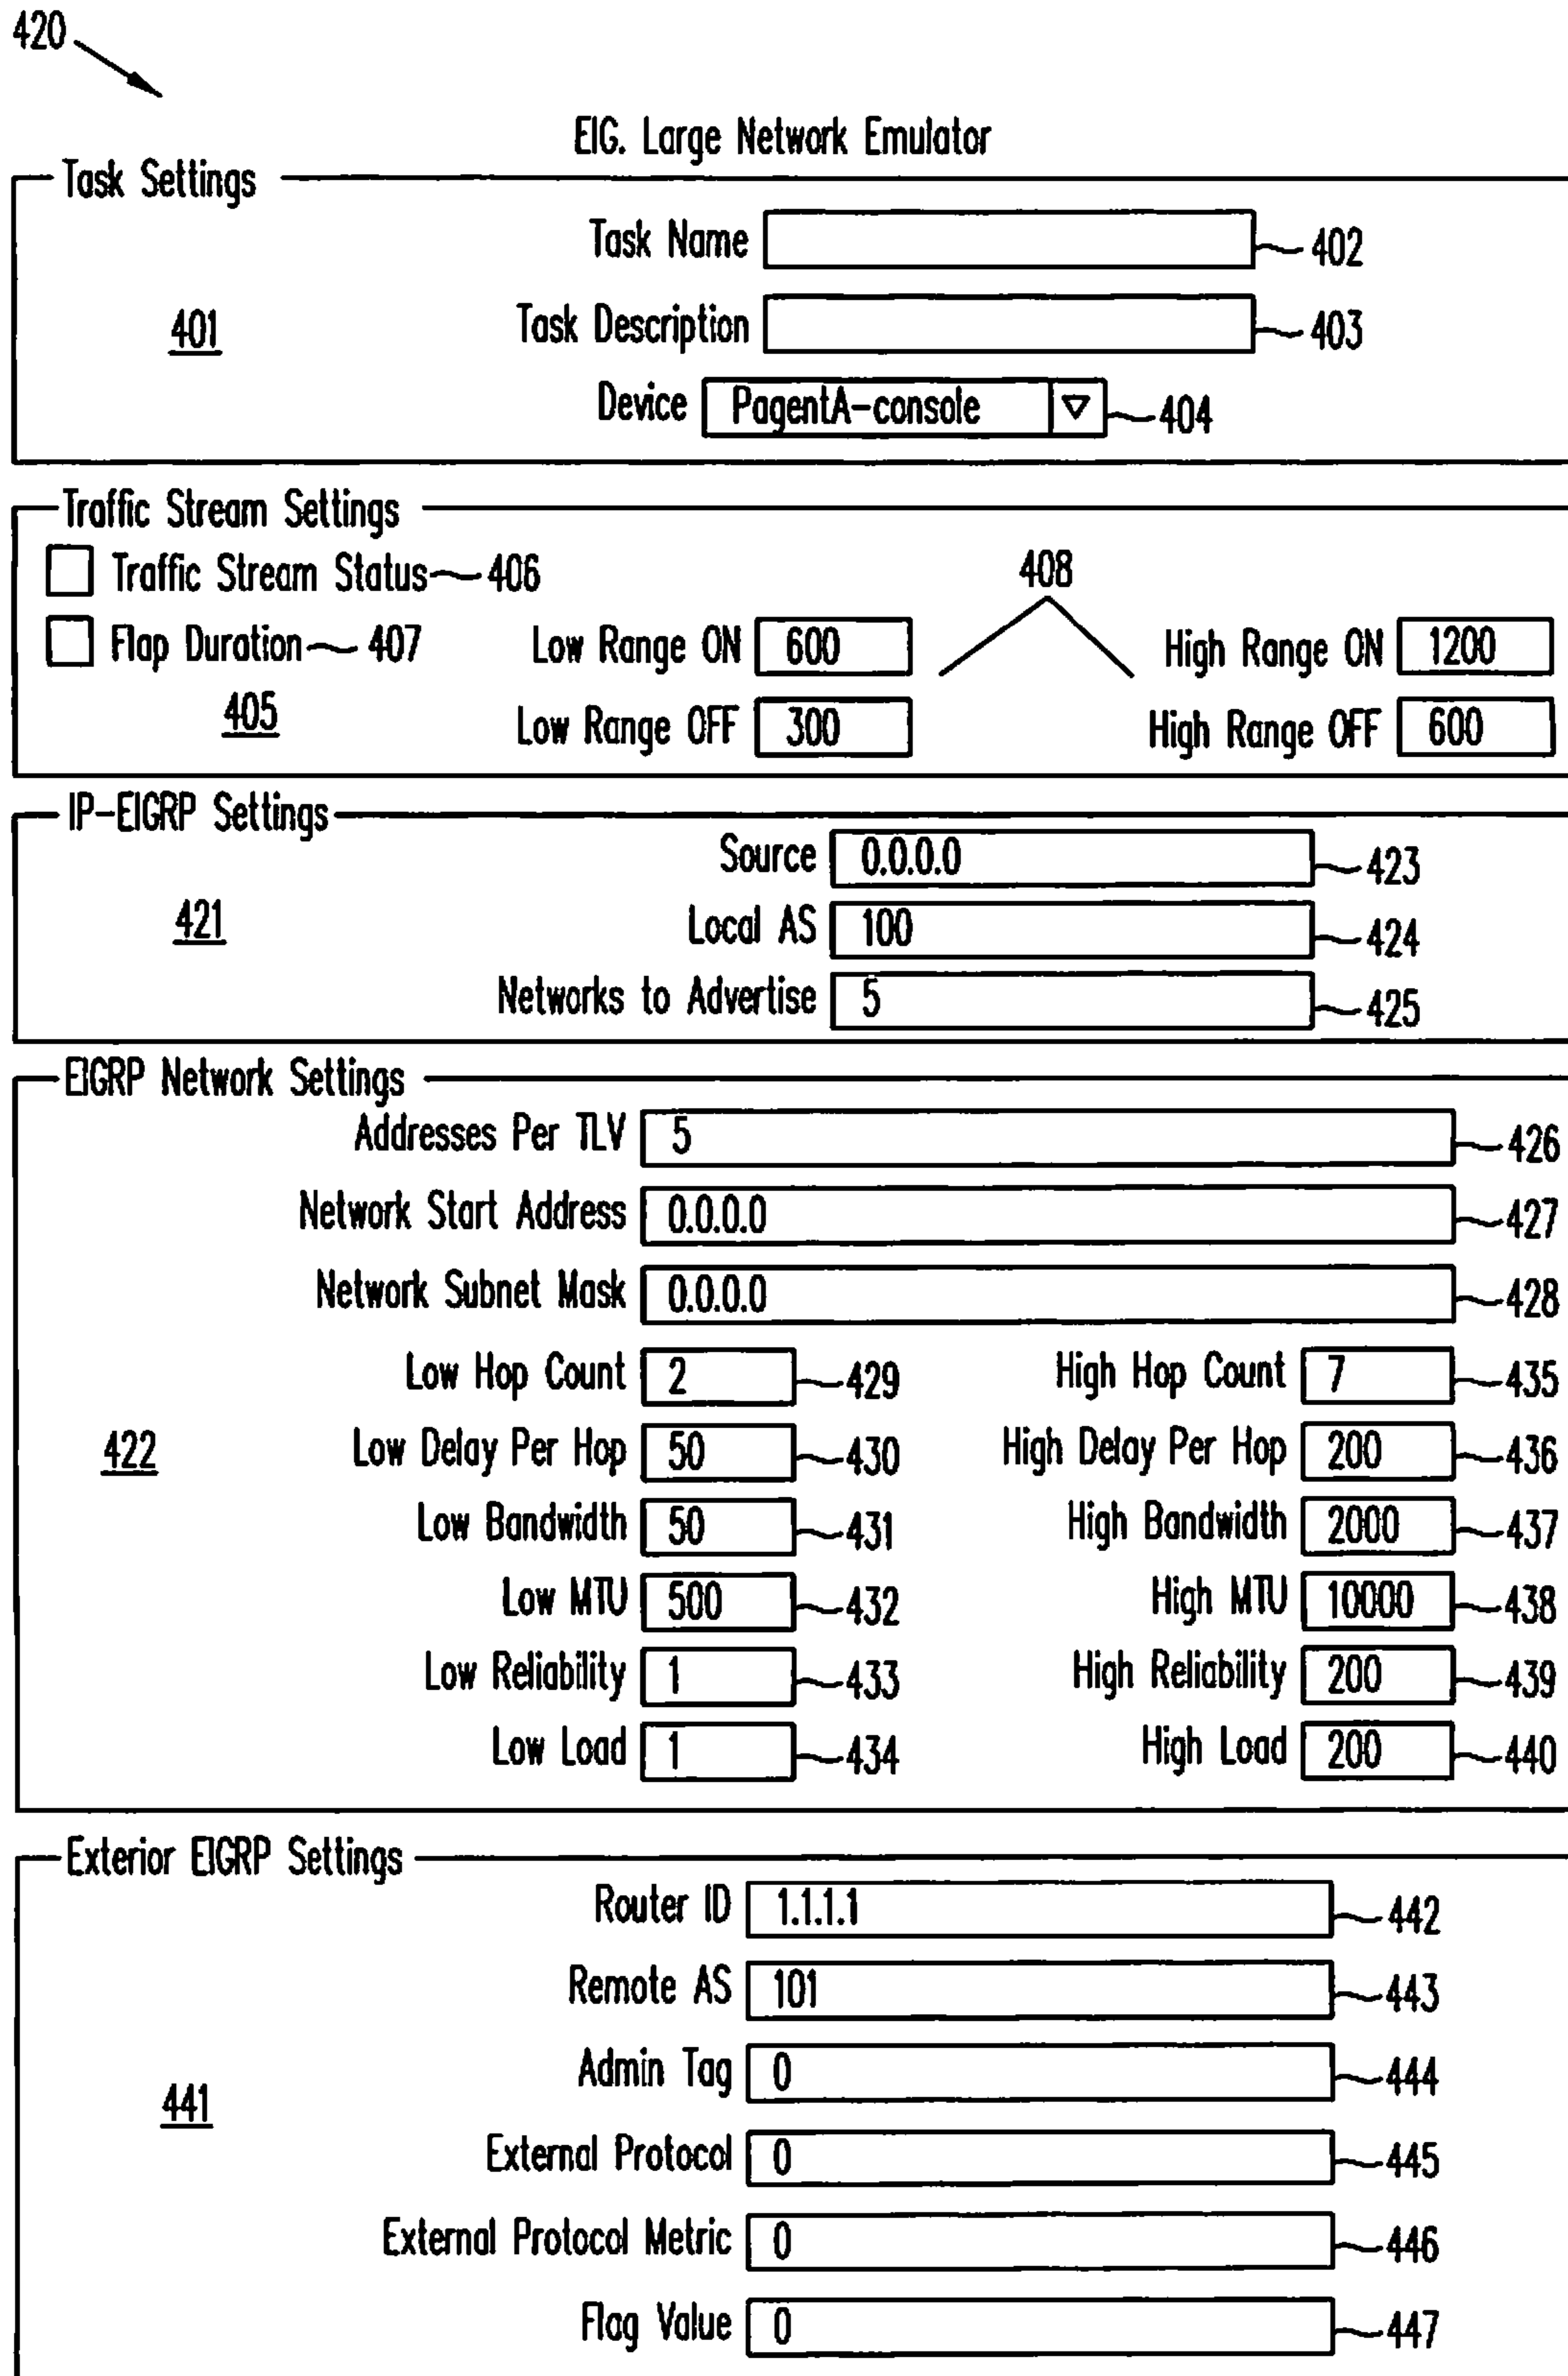 420
EIG. Large Network Emulator
Task Settings
Task Name 402
401 Task Description 403
Device PagentA-console 404
Traffic Stream Settings
Traffic Stream Status 406 408
Flap Duration 407 Low Range ON 600 High Range ON 1200
405 Low Range OFF 300 High Range OFF 600
IP-EIGRP Settings
Source 0.0.0.0 423
421 Local AS 100 424
Networks to Advertise 5 425
EIGRP Network Settings
Addresses Per TLV 5 426
Network Start Address 0.0.0.0 427
Network Subnet Mask 0.0.0.0 428
Low Hop Count 2 429 High Hop Count 7 435
422 Low Delay Per Hop 50 430 High Delay Per Hop 200 436
Low Bandwidth 50 431 High Bandwidth 2000 437
Low MTU 500 432 High MTU 10000 438
Low Reliability 1 433 High Reliability 200 439
Low Load 1 434 High Load 200 440
Exterior EIGRP Settings
Router ID 1.1.1.1 442
Remote AS 101 443
Admin Tag 0 444
441
External Protocol 0 445
External Protocol Metric 0 446
Flag Value 0 447